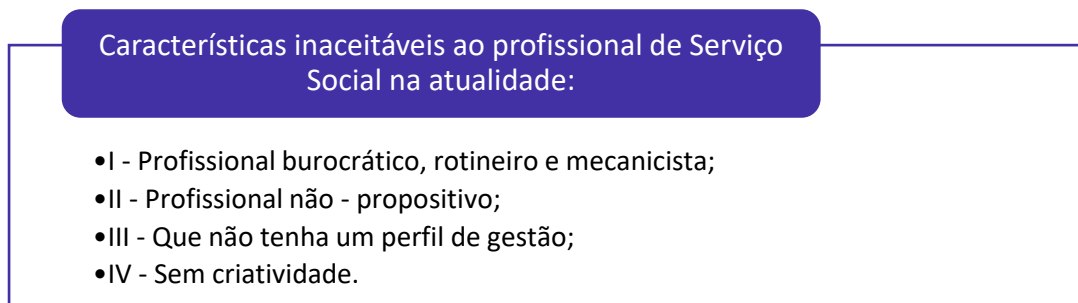 Características inaceitáveis ao profissional de Serviço
Social na atualidade:
•I - Profissional burocrático, rotineiro e mecanicista;
•II - Profissional não - propositivo;
•III - Que não tenha um perfil de gestão;
•IV - Sem criatividade.